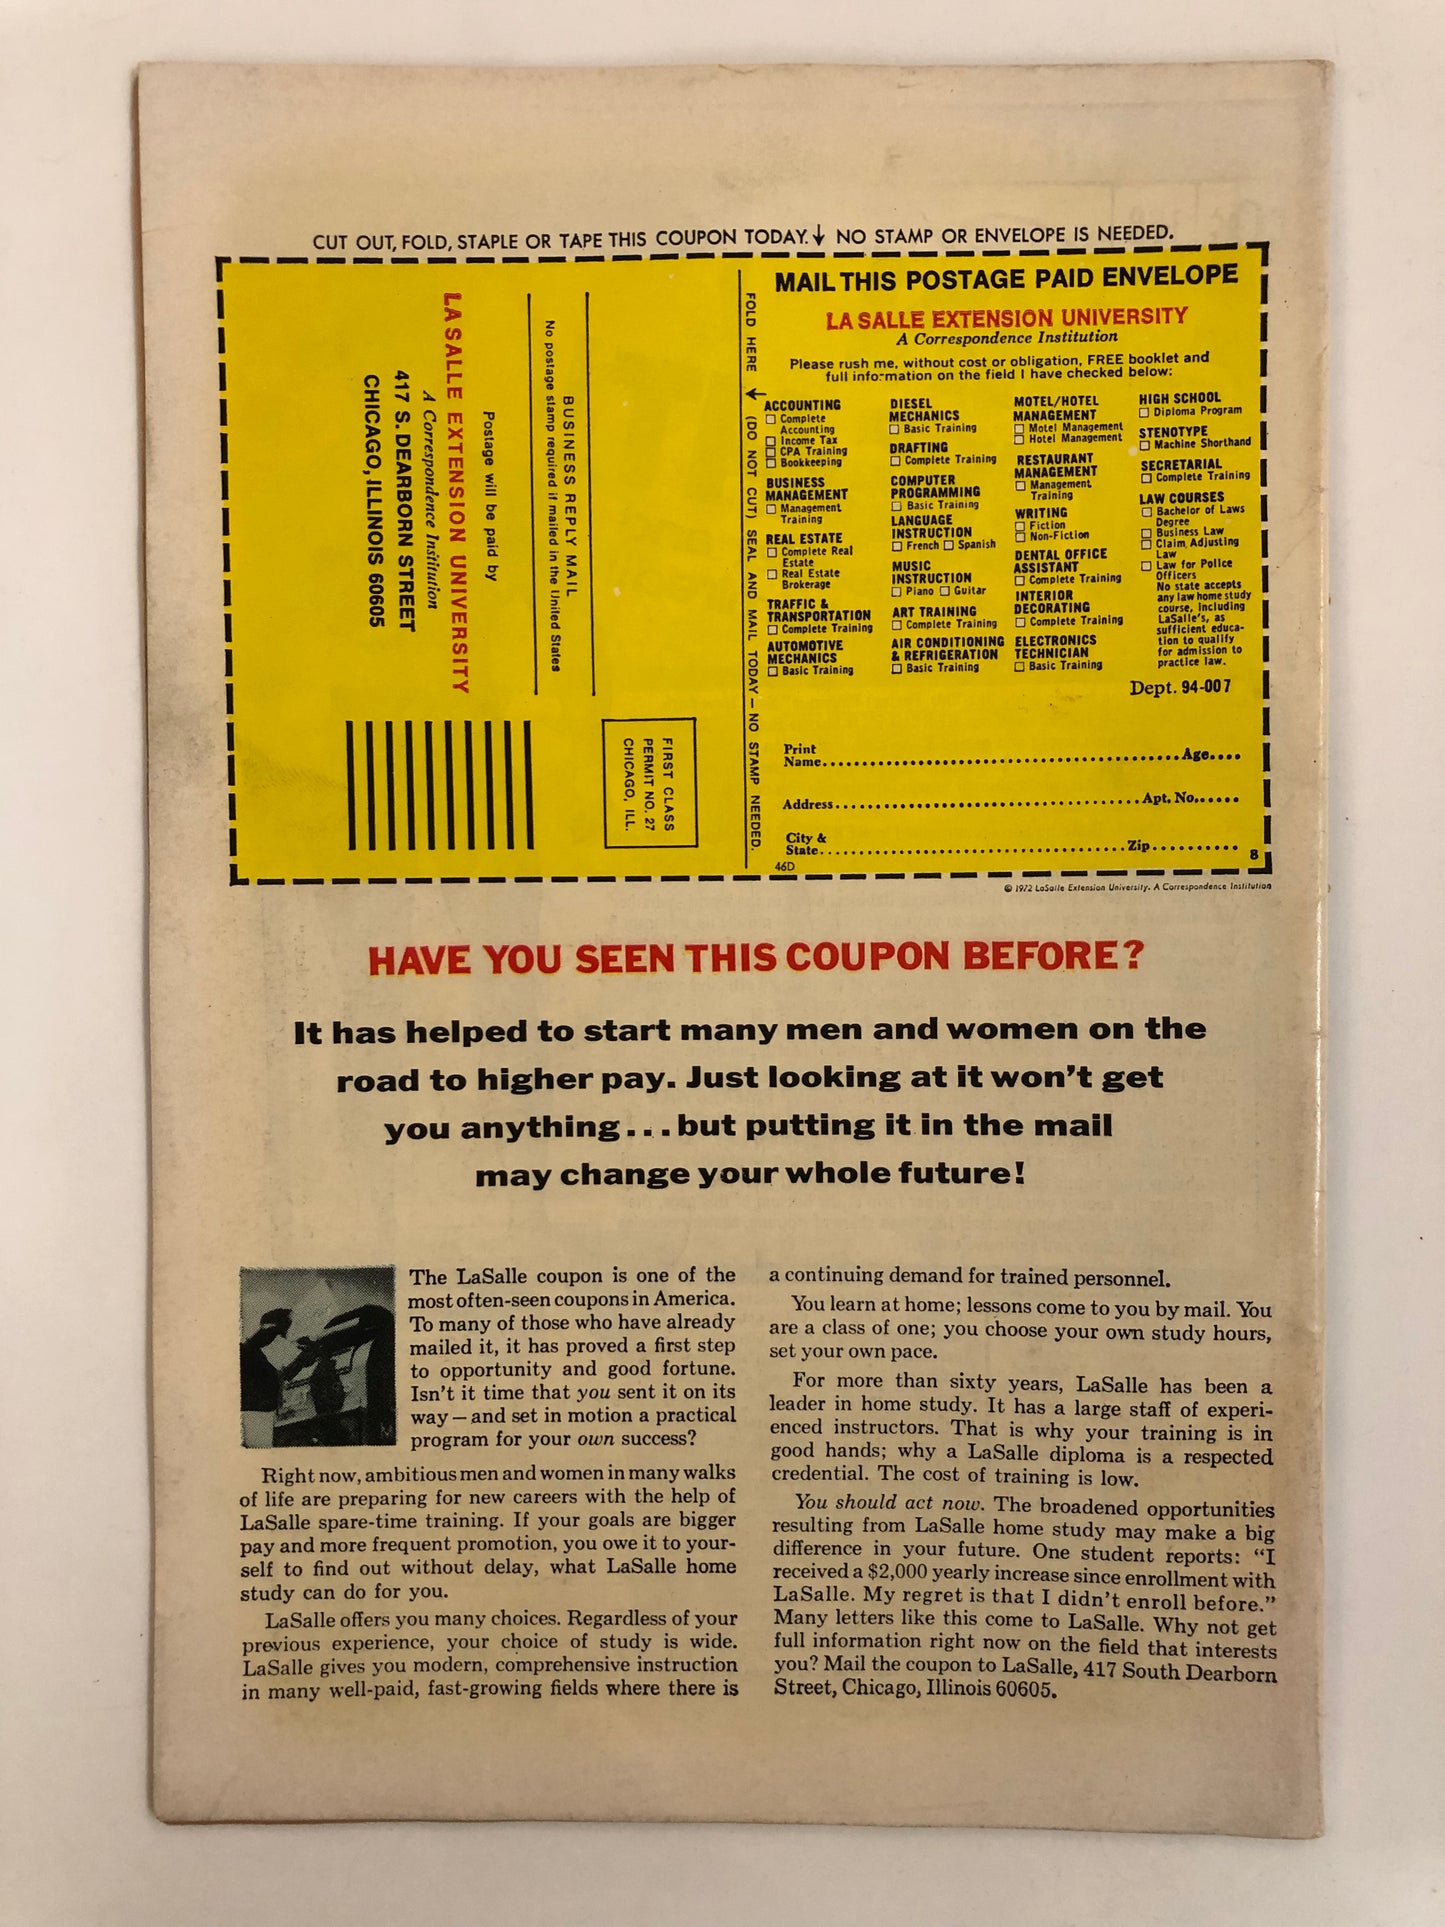 CUT OUT, FOLD, STAPLE OR TAPE THIS COUPON TODAY. ↓ NO STAMP OR ENVELOPE IS NEEDED.
LA SALLE EXTENSION UNIVERSITY
A Correspondence Institution
417 S. DEARBORN STREET
CHICAGO, ILLINOIS 60605
Postage will be paid by
BUSINESS REPLY MAIL
No postage stamp required if mailed in the United States
FIRST CLASS
PERMIT NO. 27
CHICAGO, ILL.
FOLD HERE ↓ (DO NOT CUT) SEAL AND MAIL TODAY — NO STAMP NEEDED.
MAIL THIS POSTAGE PAID ENVELOPE
LA SALLE EXTENSION UNIVERSITY
A Correspondence Institution
Please rush me, without cost or obligation, FREE booklet and
full information on the field I have checked below:
ACCOUNTING
☐ Complete
Accounting
☐ Income Tax
☐ CPA Training
☐ Bookkeeping
BUSINESS
MANAGEMENT
☐ Management
Training
REAL ESTATE
☐ Complete Real
Estate
☐ Real Estate
Brokerage
TRAFFIC &
TRANSPORTATION
☐ Complete Training
AUTOMOTIVE
MECHANICS
☐ Basic Training
DIESEL
MECHANICS
☐ Basic Training
DRAFTING
☐ Complete Training
COMPUTER
PROGRAMMING
☐ Basic Training
LANGUAGE
INSTRUCTION
☐ French ☐ Spanish
MUSIC
INSTRUCTION
☐ Piano ☐ Guitar
ART TRAINING
☐ Complete Training
AIR CONDITIONING
& REFRIGERATION
☐ Basic Training
MOTEL/HOTEL
MANAGEMENT
☐ Motel Management
☐ Hotel Management
RESTAURANT
MANAGEMENT
☐ Management
Training
WRITING
☐ Fiction
☐ Non-Fiction
DENTAL OFFICE
ASSISTANT
☐ Complete Training
INTERIOR
DECORATING
☐ Complete Training
ELECTRONICS
TECHNICIAN
☐ Basic Training
HIGH SCHOOL
☐ Diploma Program
STENOTYPE
☐ Machine Shorthand
SECRETARIAL
☐ Complete Training
LAW COURSES
☐ Bachelor of Laws
Degree
☐ Business Law
☐ Claim Adjusting
Law
☐ Law for Police
Officers
No state accepts
any law home study
course, including
LaSalle's, as
sufficient educa-
tion to qualify
for admission to
practice law.
Dept. 94-007
Print
Name........Age....
Address........Apt. No......
City &
State........Zip..........
46D
8
© 1972 LaSalle Extension University. A Correspondence Institution
HAVE YOU SEEN THIS COUPON BEFORE?
It has helped to start many men and women on the
road to higher pay. Just looking at it won't get
you anything...but putting it in the mail
may change your whole future!
The LaSalle coupon is one of the
most often-seen coupons in America.
To many of those who have already
mailed it, it has proved a first step
to opportunity and good fortune.
Isn't it time that you sent it on its
way—and set in motion a practical
program for your own success?
Right now, ambitious men and women in many walks
of life are preparing for new careers with the help of
LaSalle spare-time training. If your goals are bigger
pay and more frequent promotion, you owe it to your-
self to find out without delay, what LaSalle home
study can do for you.
LaSalle offers you many choices. Regardless of your
previous experience, your choice of study is wide.
LaSalle gives you modern, comprehensive instruction
in many well-paid, fast-growing fields where there is
a continuing demand for trained personnel.
You learn at home; lessons come to you by mail. You
are a class of one; you choose your own study hours,
set your own pace.
For more than sixty years, LaSalle has been a
leader in home study. It has a large staff of experi-
enced instructors. That is why your training is in
good hands; why a LaSalle diploma is a respected
credential. The cost of training is low.
You should act now. The broadened opportunities
resulting from LaSalle home study may make a big
difference in your future. One student reports: "I
received a $2,000 yearly increase since enrollment with
LaSalle. My regret is that I didn't enroll before."
Many letters like this come to LaSalle. Why not get
full information right now on the field that interests
you? Mail the coupon to LaSalle, 417 South Dearborn
Street, Chicago, Illinois 60605.